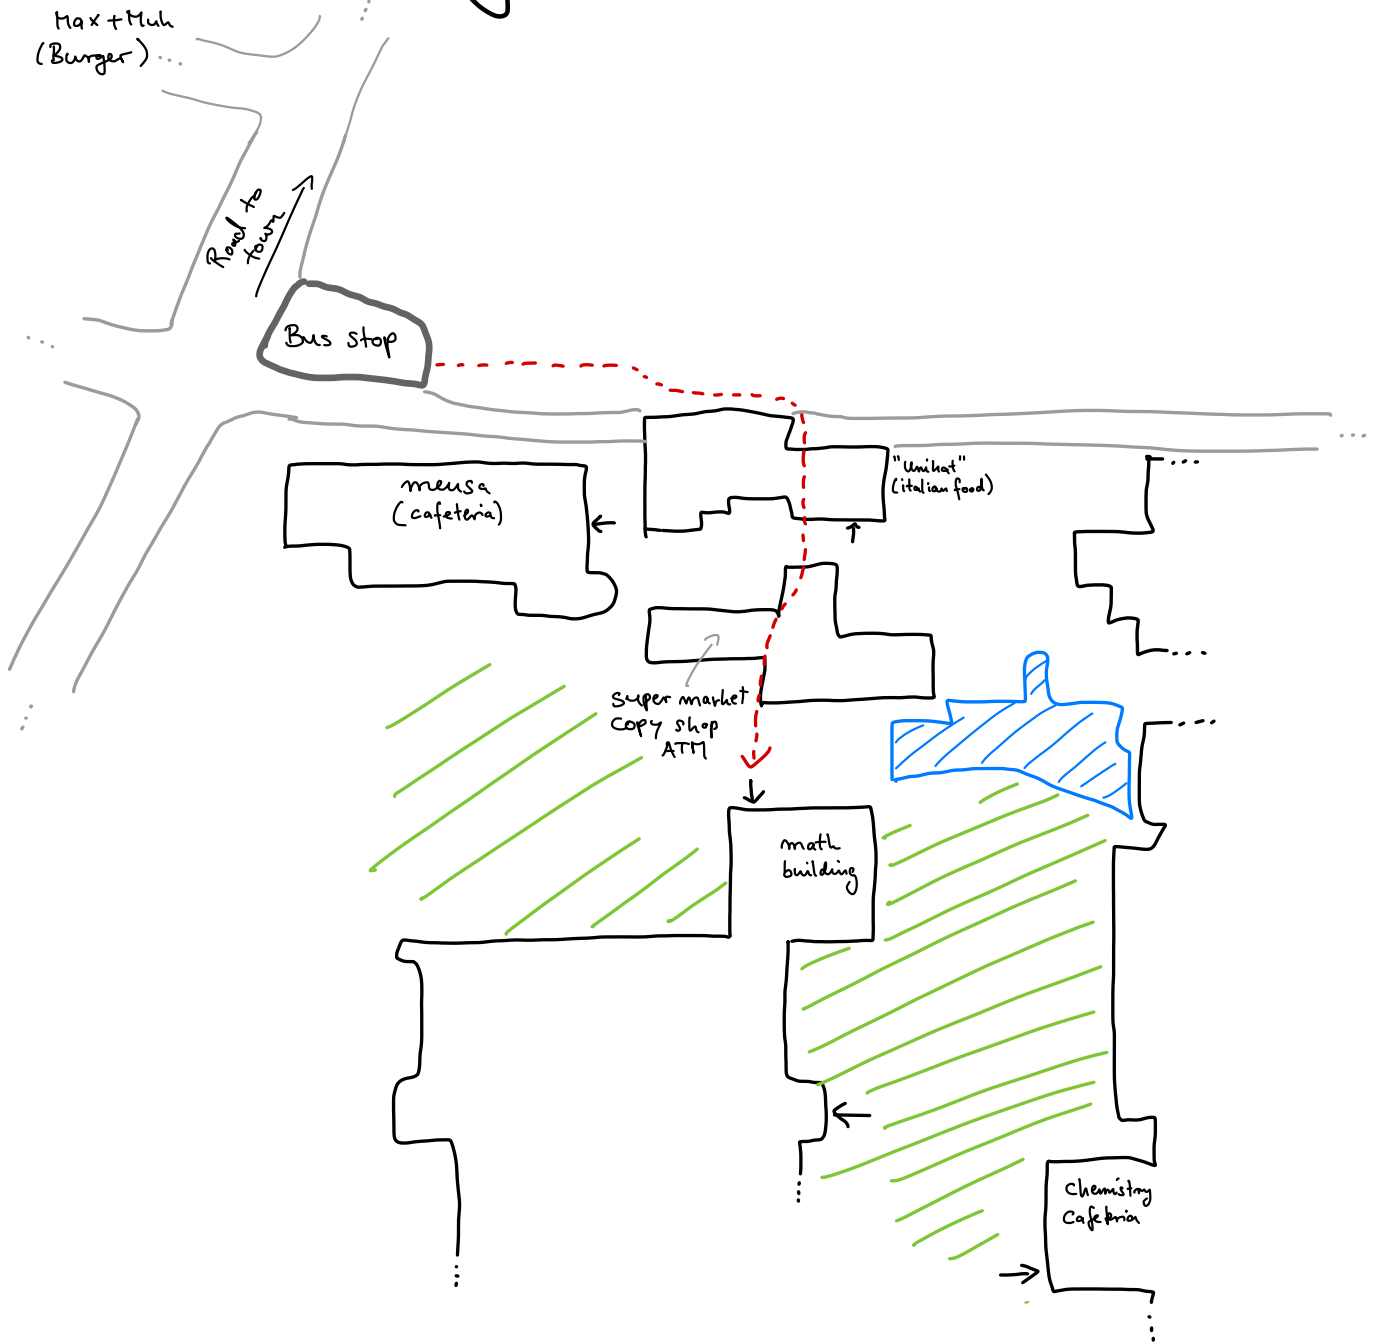 Max+Muh
(Burger)
Road to
town
Bus stop
mensa
(cafeteria)
"Unikat"
(italian food)
Super market
Copy shop
ATM
math
building
Chemistry
Cafeteria